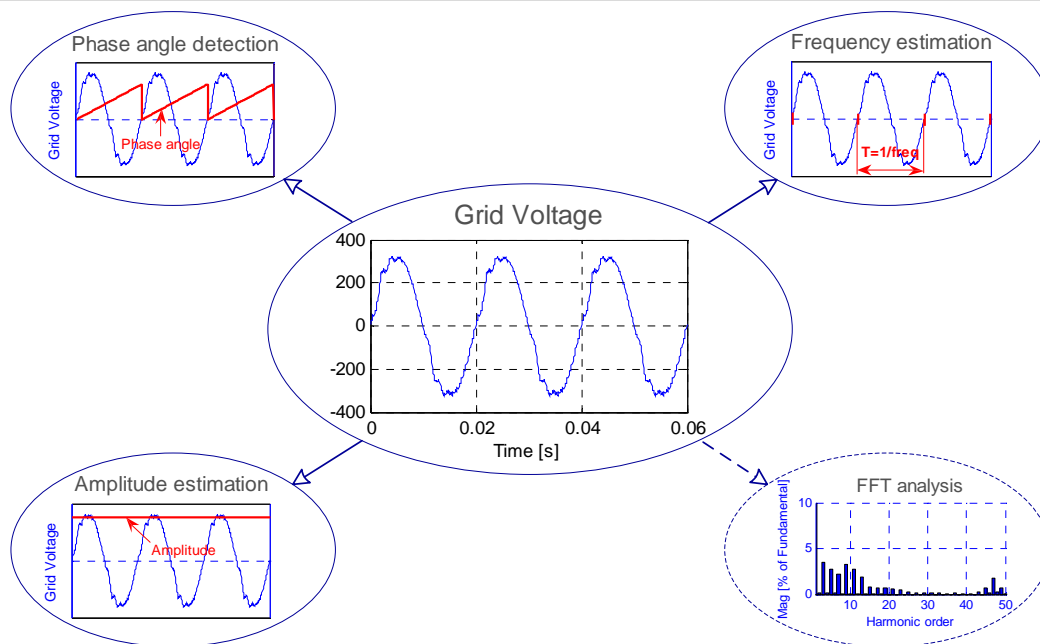 Phase angle detection
Grid Voltage
Phase angle
Frequency estimation
Grid Voltage
T=1/freq
Grid Voltage
400
200
0
-200
-400
0 0.02 0.04 0.06
Time [s]
Amplitude estimation
Grid Voltage
Amplitude
FFT analysis
Mag [% of Fundamental]
10
5
0
10 20 30 40 50
Harmonic order